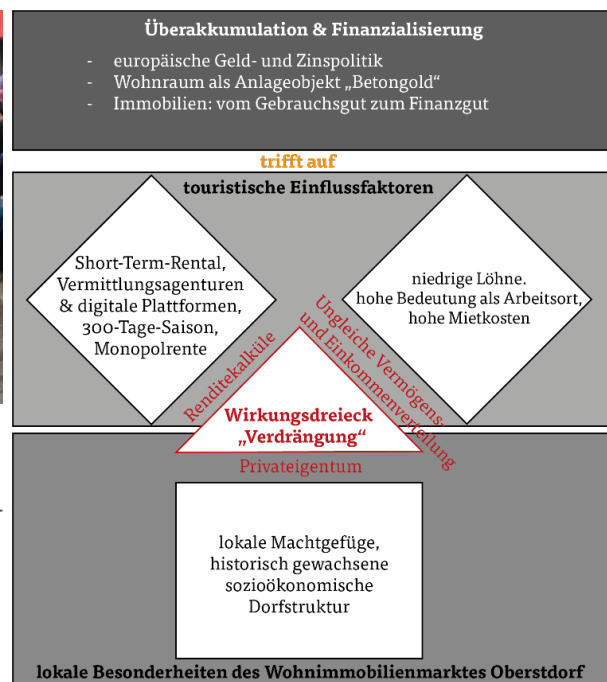 Überakkumulation & Finanzialisierung
- europäische Geld- und Zinspolitik
- Wohnraum als Anlageobjekt „Betongold“
- Immobilien: vom Gebrauchsgut zum Finanzgut
trifft auf
touristische Einflussfaktoren
Short-Term-Rental,
Vermittlungsagenturen
& digitale Plattformen,
300-Tage-Saison,
Monopolrente
niedrige Löhne.
hohe Bedeutung als Arbeitsort,
hohe Mietkosten
Renditekalküle
Ungleiche Vermögens-
und Einkommenverteilung
Wirkungsdreieck
„Verdrängung“
Privateigentum
lokale Machtgefüge,
historisch gewachsene
sozioökonomische
Dorfstruktur
lokale Besonderheiten des Wohnimmobilienmarktes Oberstdorf